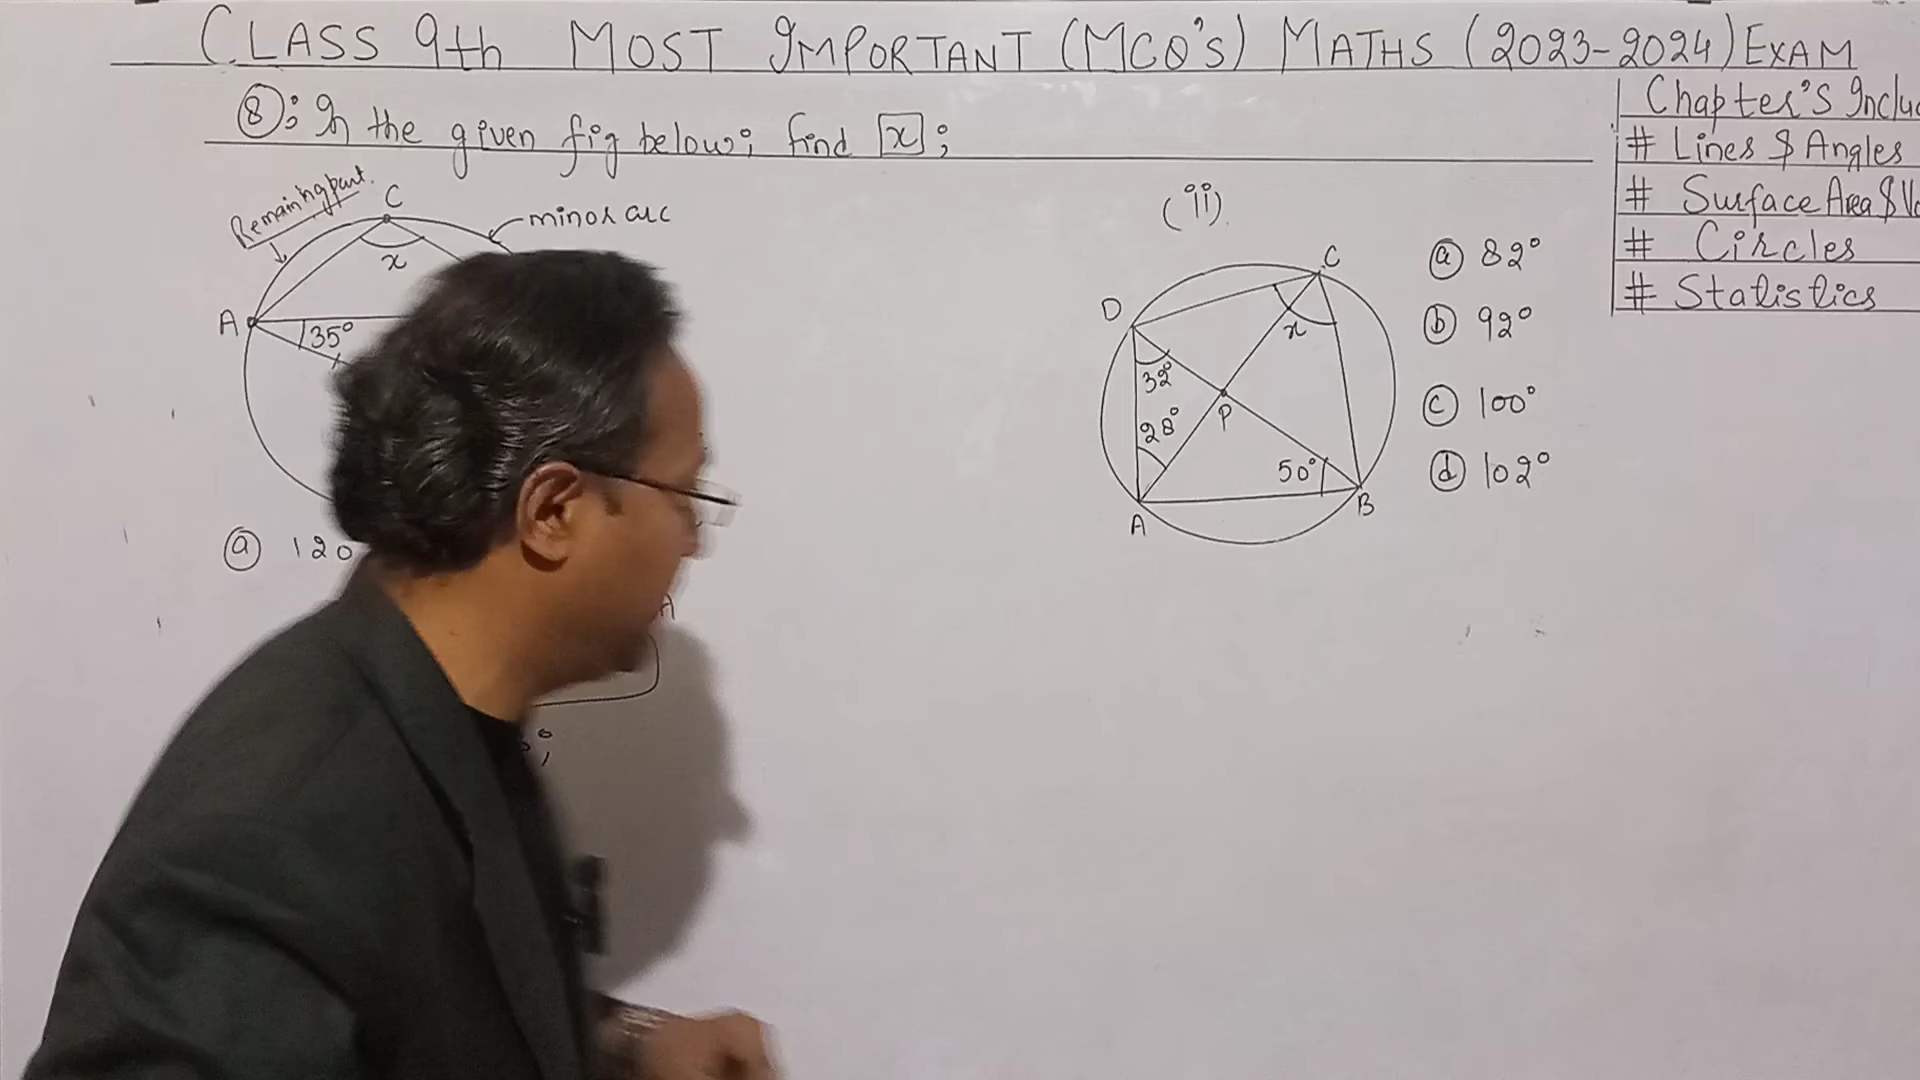 CLASS 9th MOST IMPORTANT (MCQ'S) MATHS (2023-2024) EXAM
⑧: In the given fig below; find x;
Chapter's
# Lines & Angles
# Surface Area &
# Circles
# Statistics
Remaining part.
C
minor arc
x
A
35°
ⓐ 120
A
(ii).
C
D
x
32°
P
28°
50°
A
B
ⓐ 82°
ⓑ 92°
ⓒ 100°
ⓓ 102°